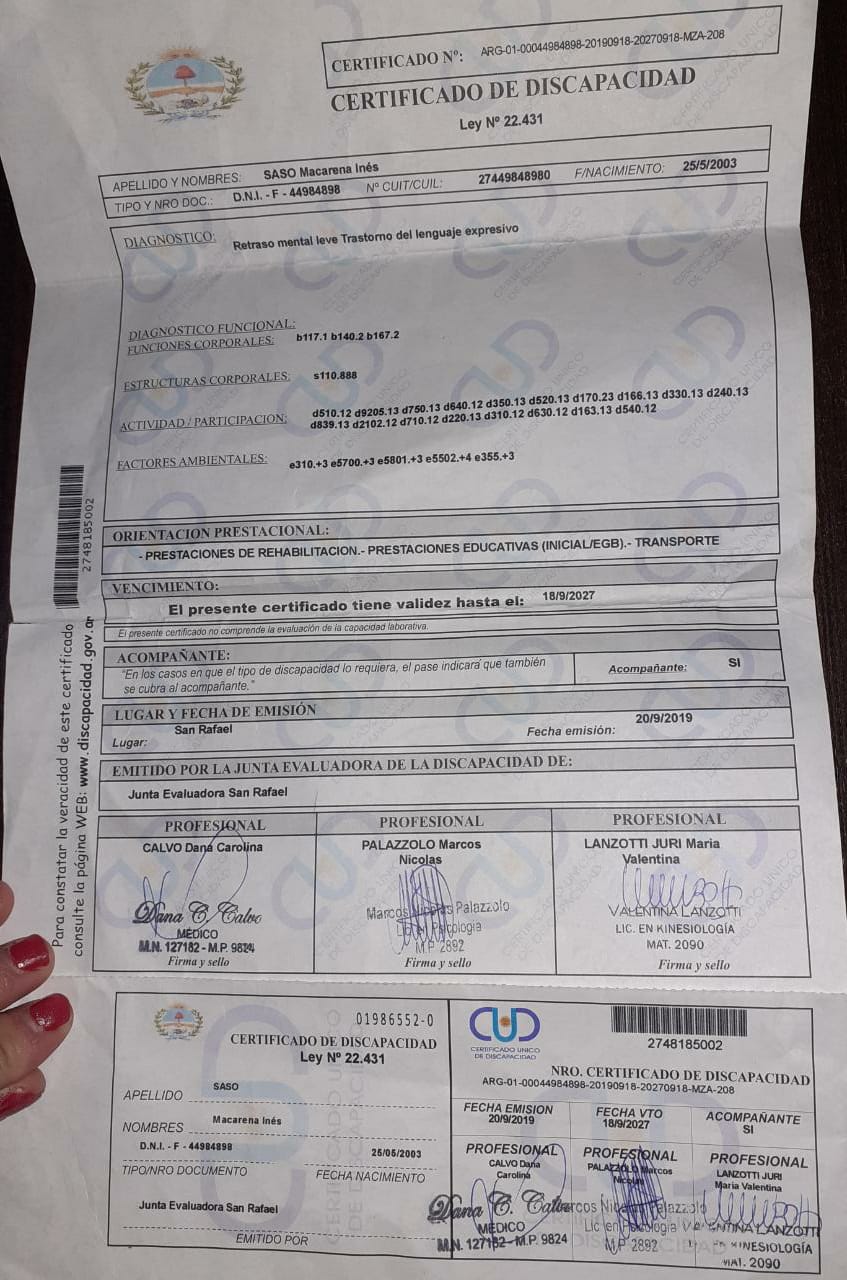 CERTIFICADO Nº: ARG-01-00044984898-20190918-20270918-MZA-208
CERTIFICADO DE DISCAPACIDAD
Ley Nº 22.431
APELLIDO Y NOMBRES: SASO Macarena Inés
TIPO Y NRO DOC.: D.N.I. - F - 44984898 Nº CUIT/CUIL: 27449848980 F/NACIMIENTO: 25/5/2003
DIAGNOSTICO: Retraso mental leve Trastorno del lenguaje expresivo
DIAGNOSTICO FUNCIONAL:
FUNCIONES CORPORALES: b117.1 b140.2 b167.2
ESTRUCTURAS CORPORALES: s110.888
ACTIVIDAD / PARTICIPACION: d510.12 d9205.13 d750.13 d640.12 d350.13 d520.13 d170.23 d166.13 d330.13 d240.13
d839.13 d2102.12 d710.12 d220.13 d310.12 d630.12 d163.13 d540.12
FACTORES AMBIENTALES: e310.+3 e5700.+3 e5801.+3 e5502.+4 e355.+3
ORIENTACION PRESTACIONAL:
- PRESTACIONES DE REHABILITACION.- PRESTACIONES EDUCATIVAS (INICIAL/EGB).- TRANSPORTE
VENCIMIENTO:
El presente certificado tiene validez hasta el: 18/9/2027
El presente certificado no comprende la evaluación de la capacidad laborativa.
ACOMPAÑANTE:
"En los casos en que el tipo de discapacidad lo requiera, el pase indicará que también
se cubra al acompañante."
Acompañante: SI
LUGAR Y FECHA DE EMISIÓN
Lugar: San Rafael Fecha emisión: 20/9/2019
EMITIDO POR LA JUNTA EVALUADORA DE LA DISCAPACIDAD DE:
Junta Evaluadora San Rafael
PROFESIONAL PROFESIONAL PROFESIONAL
CALVO Dana Carolina PALAZZOLO Marcos Nicolas LANZOTTI JURI Maria Valentina
Dana C. Calvo
MÉDICO
M.N. 127182 - M.P. 9824
Firma y sello
Marcos Nicolas Palazzolo
Lic. en Psicologia
M.P 2892
Firma y sello
VALENTINA LANZOTTI
LIC. EN KINESIOLOGÍA
MAT. 2090
Firma y sello
2748185002
Para constatar la veracidad de este certificado
consulte la página WEB: www.discapacidad.gov.ar
01986552-0
CERTIFICADO DE DISCAPACIDAD
Ley Nº 22.431
APELLIDO SASO
NOMBRES Macarena Inés
D.N.I. - F - 44984898 25/05/2003
TIPO/NRO DOCUMENTO FECHA NACIMIENTO
Junta Evaluadora San Rafael
EMITIDO POR
CUD
CERTIFICADO UNICO
DE DISCAPACIDAD
2748185002
NRO. CERTIFICADO DE DISCAPACIDAD
ARG-01-00044984898-20190918-20270918-MZA-208
FECHA EMISION FECHA VTO ACOMPAÑANTE
20/9/2019 18/9/2027 SI
PROFESIONAL PROFESIONAL PROFESIONAL
CALVO Dana Carolina PALAZZOLO Marcos Nicolas LANZOTTI JURI Maria Valentina
Dana C. Calvo
MÉDICO
M.N. 127182 - M.P. 9824
Marcos Nicolas Palazzolo
Lic. en Psicologia
M.P 2892
VALENTINA LANZOTTI
EN KINESIOLOGÍA
MAT. 2090